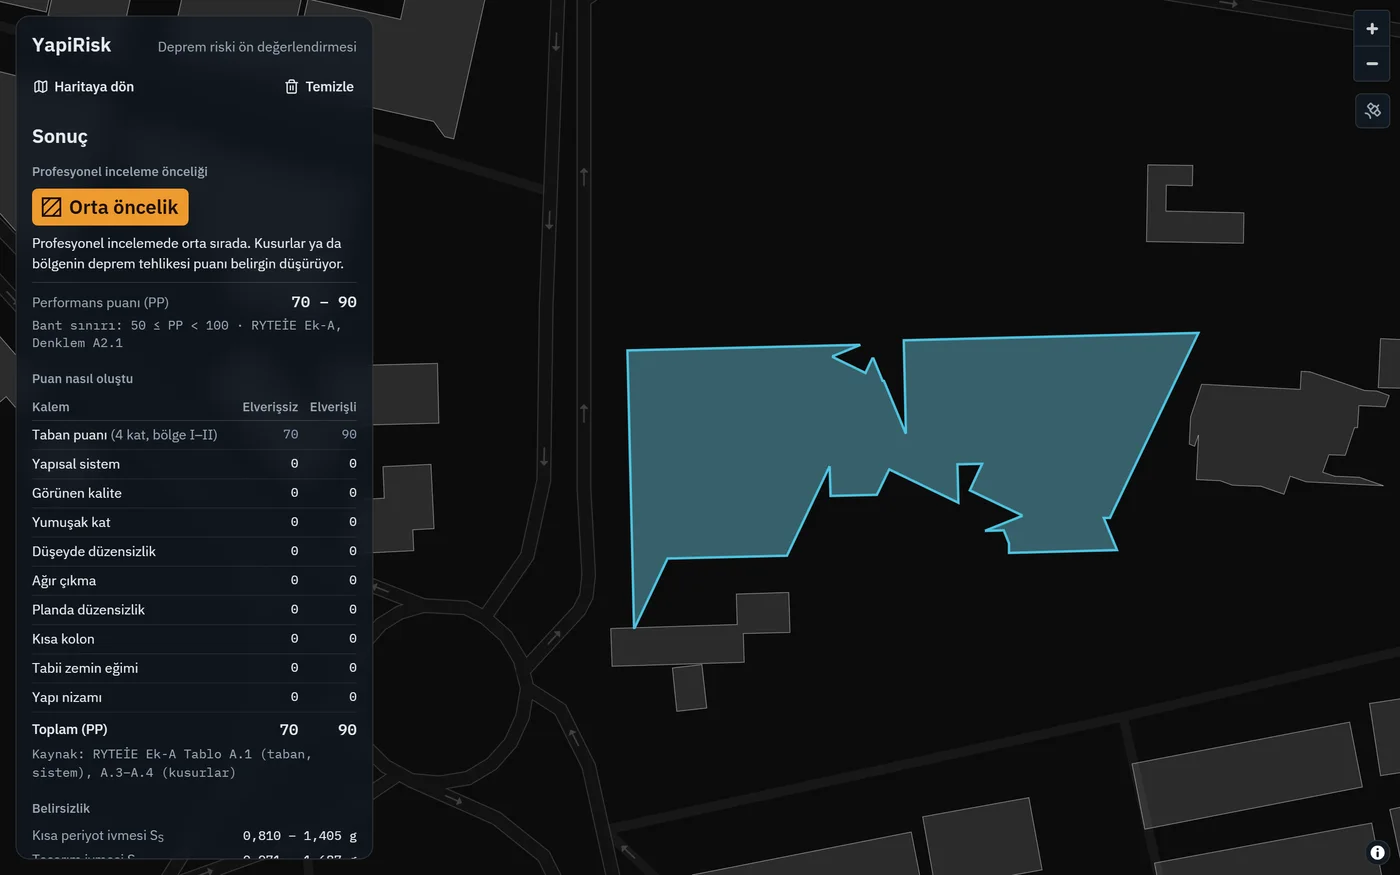 YapiRisk
Deprem riski ön değerlendirmesi
Haritaya dön
Temizle
Sonuç
Profesyonel inceleme önceliği
Orta öncelik
Profesyonel incelemede orta sırada. Kusurlar ya da
bölgenin deprem tehlikesi puanı belirgin düşürüyor.
Performans puanı (PP) 70 – 90
Bant sınırı: 50 ≤ PP < 100 · RYTEİE Ek-A,
Denklem A2.1
Puan nasıl oluştu
Kalem Elverişsiz Elverişli
Taban puanı (4 kat, bölge I–II) 70 90
Yapısal sistem 0 0
Görünen kalite 0 0
Yumuşak kat 0 0
Düşeyde düzensizlik 0 0
Ağır çıkma 0 0
Planda düzensizlik 0 0
Kısa kolon 0 0
Tabii zemin eğimi 0 0
Yapı nizamı 0 0
Toplam (PP) 70 90
Kaynak: RYTEİE Ek-A Tablo A.1 (taban,
sistem), A.3–A.4 (kusurlar)
Belirsizlik
Kısa periyot ivmesi SS 0,810 – 1,405 g